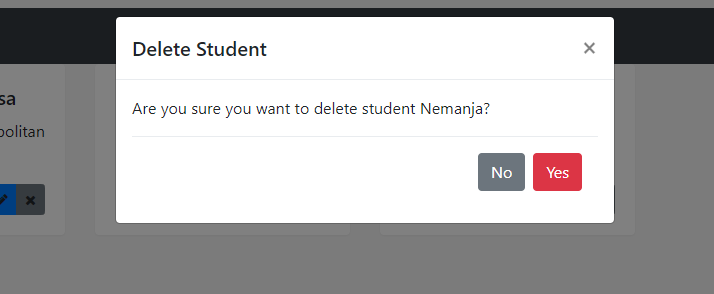 Delete Student
Are you sure you want to delete student Nemanja?
No Yes